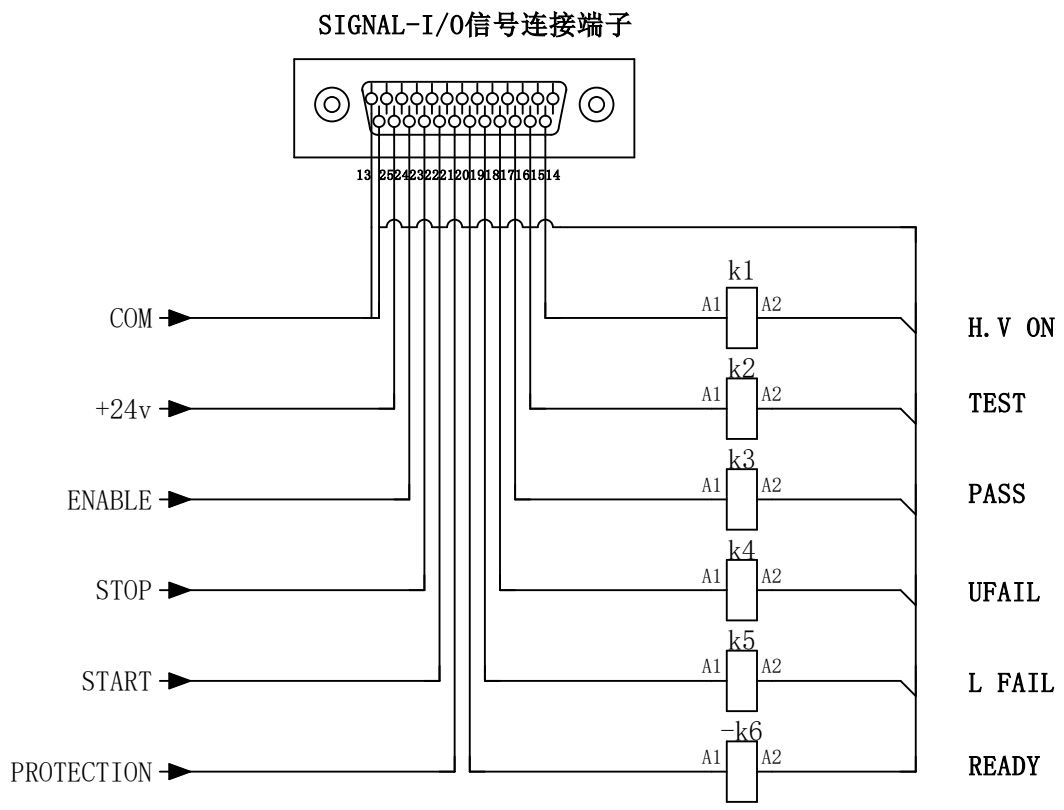 SIGNAL-I/O信号连接端子
13 25 24 23 22 21 20 19 18 17 16 15 14
k1
COM A1 A2 H.V ON
k2
+24v A1 A2 TEST
k3
ENABLE A1 A2 PASS
k4
STOP A1 A2 UFAIL
k5
START A1 A2 L FAIL
-k6
PROTECTION A1 A2 READY